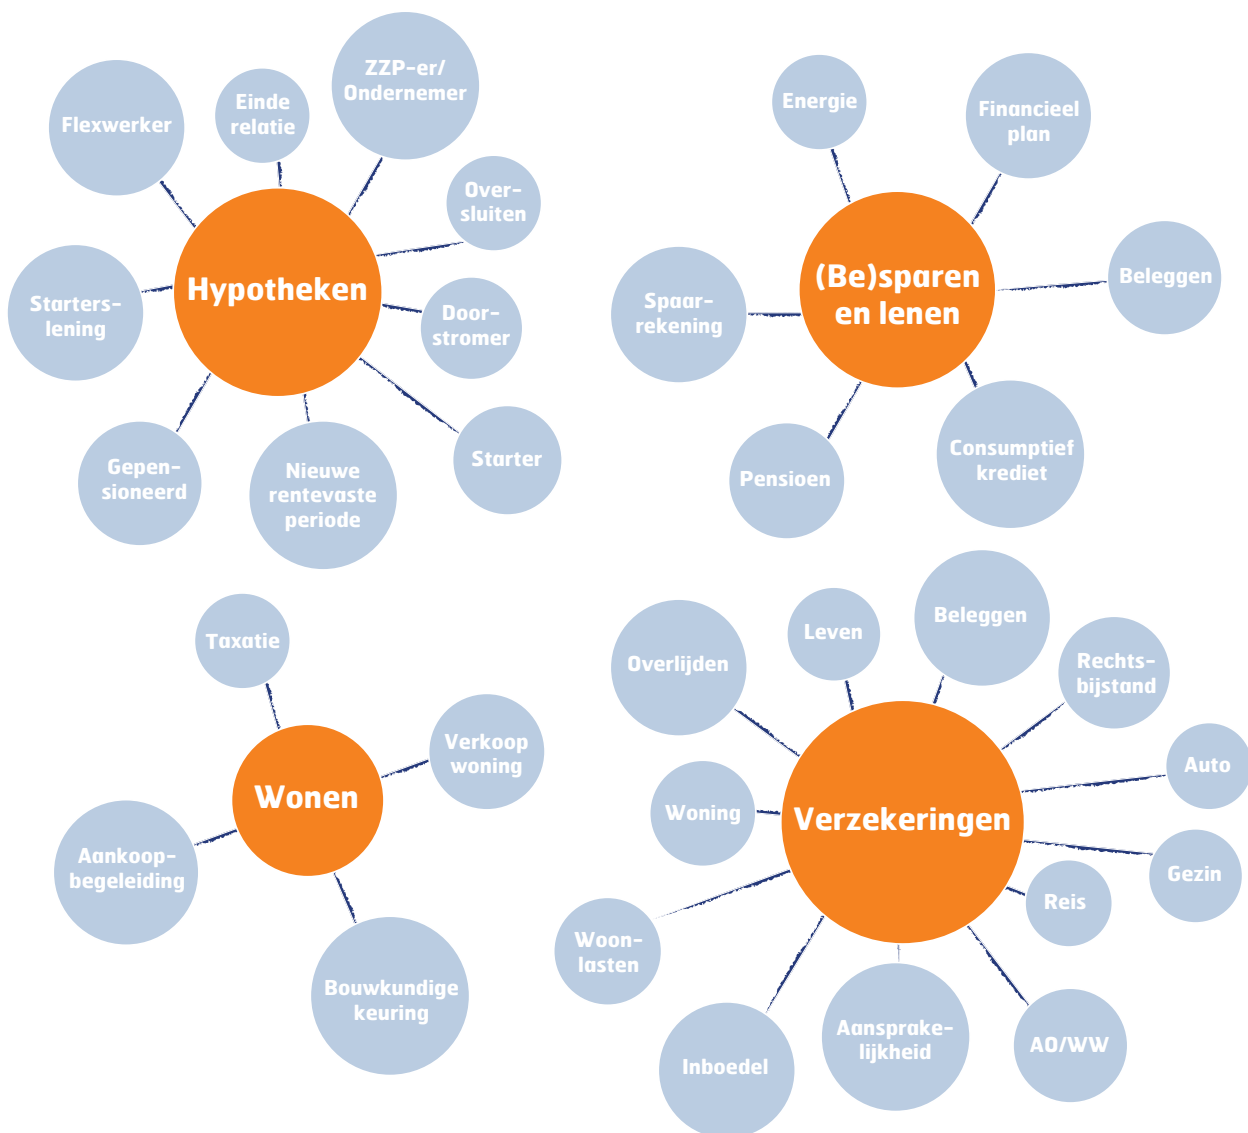 Flexwerker
Einde
relatie
ZZP-er/
Ondernemer
Over-
sluiten
Hypotheken
Starters-
lening
Door-
stromer
Gepen-
sioneerd
Nieuwe
rentevaste
periode
Starter
Energie
Financieel
plan
(Be)sparen
en lenen
Beleggen
Spaar-
rekening
Pensioen
Consumptief
krediet
Taxatie
Verkoop
woning
Wonen
Aankoop-
begeleiding
Bouwkundige
keuring
Overlijden
Leven
Beleggen
Rechts-
bijstand
Auto
Woning
Verzekeringen
Gezin
Reis
Woon-
lasten
Inboedel
Aansprake-
lijkheid
AO/WW